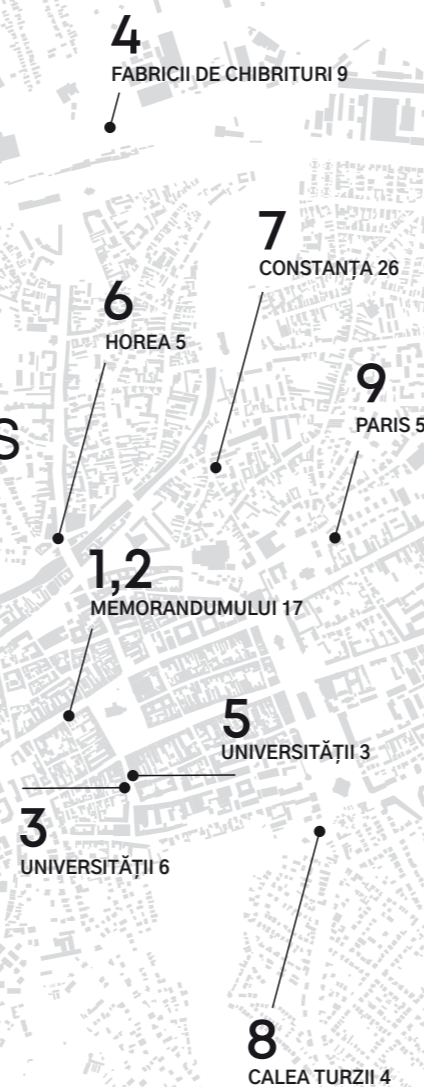 4
FABRICII DE CHIBRITURI 9
7
CONSTANȚA 26
6
HOREA 5
9
PARIS 5
S
1,2
MEMORANDUMULUI 17
5
UNIVERSITĂȚII 3
3
UNIVERSITĂȚII 6
8
CALEA TURZII 4